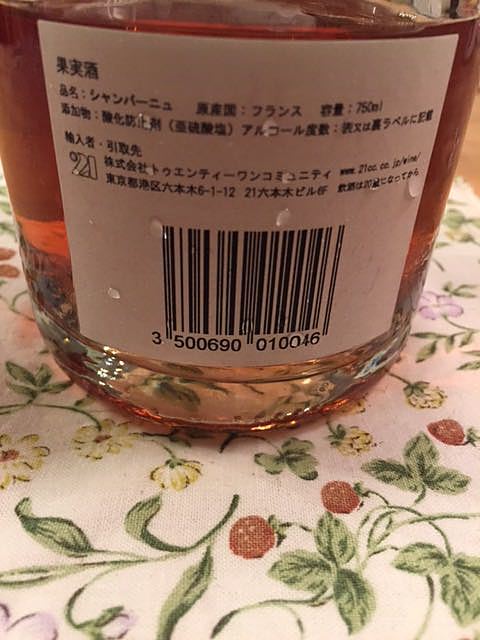 果実酒
品名：シャンパーニュ 原産国：フランス 容量：750ml
添加物：酸化防止剤（亜硫酸塩）アルコール度数：表又は裏ラベルに記載
輸入者・引取先
21 株式会社トゥエンティーワンコミュニティ www.21cc.co.jp/wine/
東京都港区六本木6-1-12 21六本木ビル6F 飲酒は20歳になってから
3 500690 010046